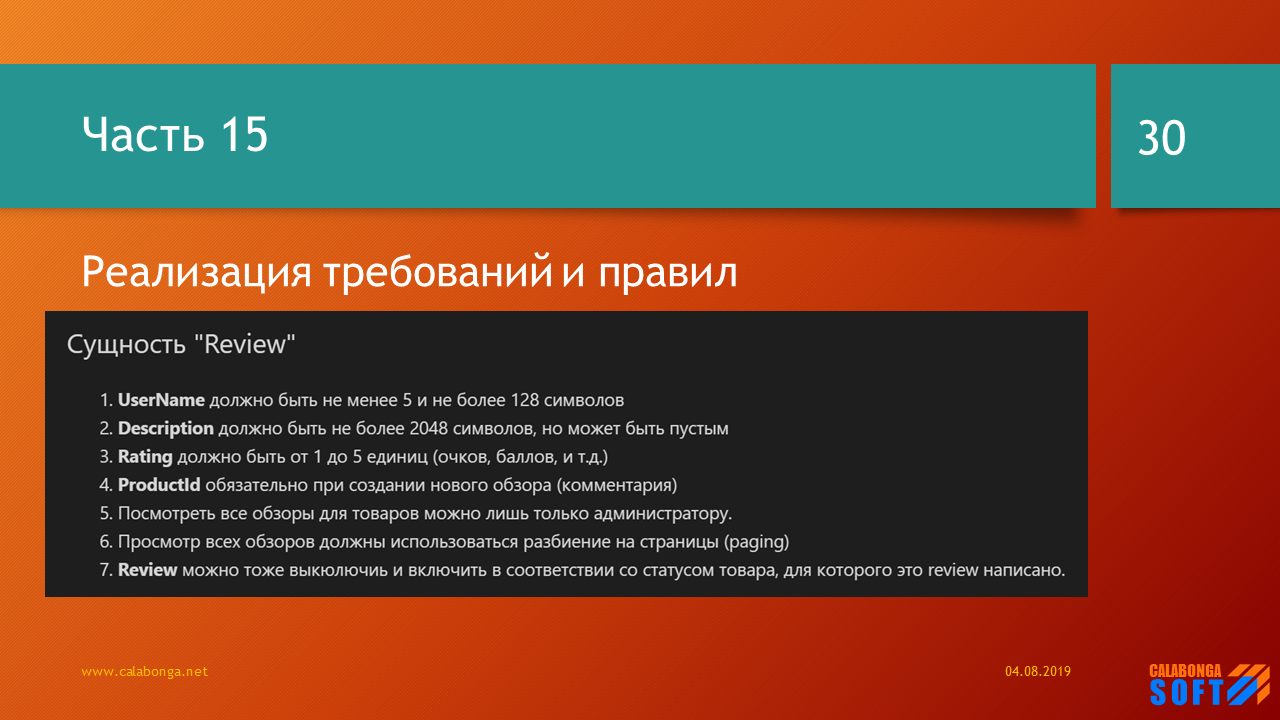 Часть 15
30
Реализация требований и правил
Сущность "Review"
1. UserName должно быть не менее 5 и не более 128 символов
2. Description должно быть не более 2048 символов, но может быть пустым
3. Rating должно быть от 1 до 5 единиц (очков, баллов, и т.д.)
4. ProductId обязательно при создании нового обзора (комментария)
5. Посмотреть все обзоры для товаров можно лишь только администратору.
6. Просмотр всех обзоров должны использоваться разбиение на страницы (paging)
7. Review можно тоже выкюлючиь и включить в соответствии со статусом товара, для которого это review написано.
www.calabonga.net
04.08.2019
CALABONGA
SOFT